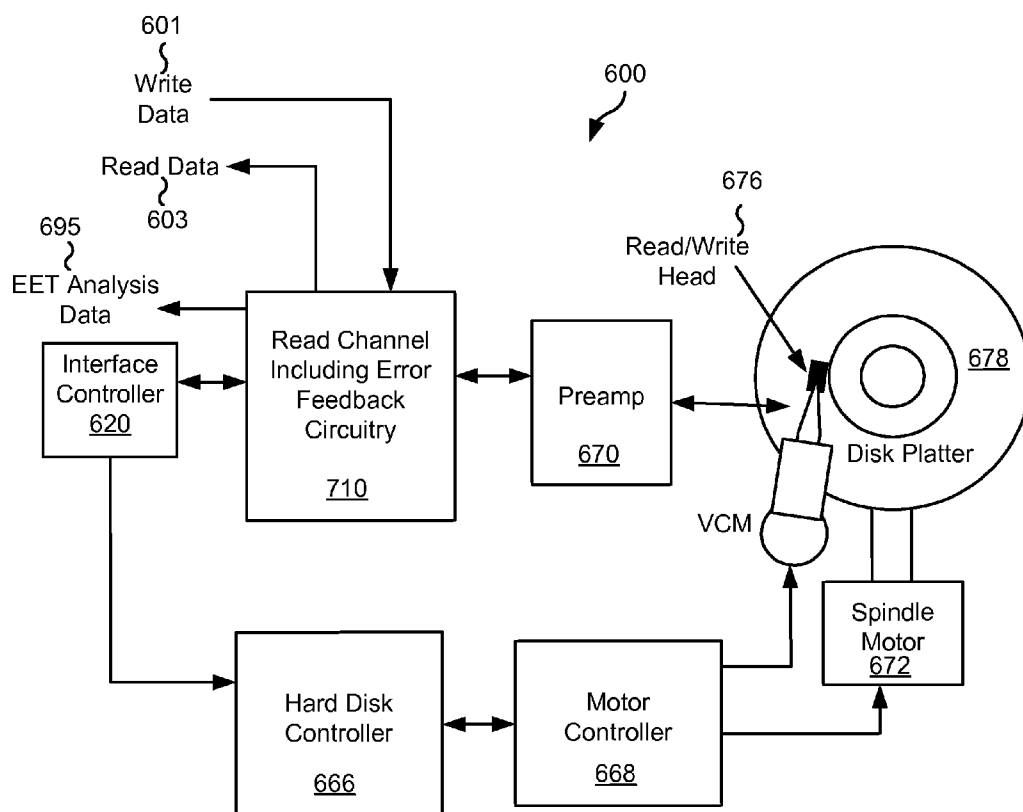 601
Write
Data
600
Read Data
603
676
Read/Write
Head
695
EET Analysis
Data
678
Interface
Controller
620
Read Channel
Including Error
Feedback
Circuitry
710
Preamp
670
Disk Platter
VCM
Spindle
Motor
672
Hard Disk
Controller
666
Motor
Controller
668